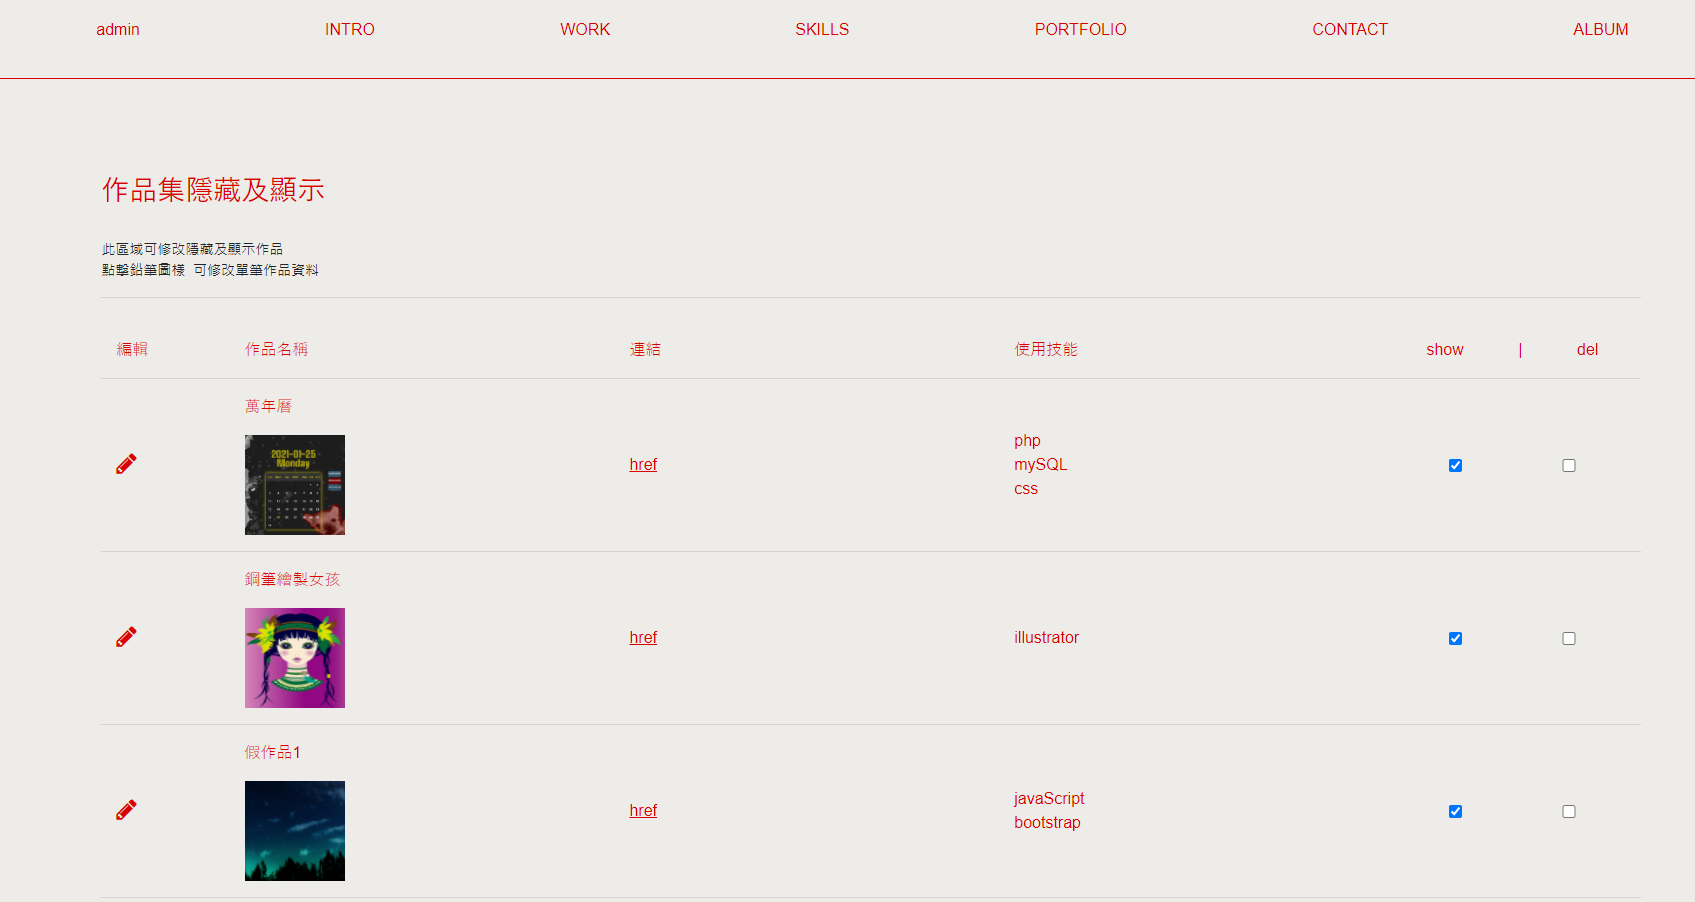 admin INTRO WORK SKILLS PORTFOLIO CONTACT ALBUM
作品集隱藏及顯示
此區域可修改隱藏及顯示作品
點擊鉛筆圖樣 可修改單筆作品資料
編輯 作品名稱 連結 使用技能 show | del
萬年曆
2021-01-25
Monday
href
php
mySQL
css
鋼筆繪製女孩
href
illustrator
假作品1
href
javaScript
bootstrap